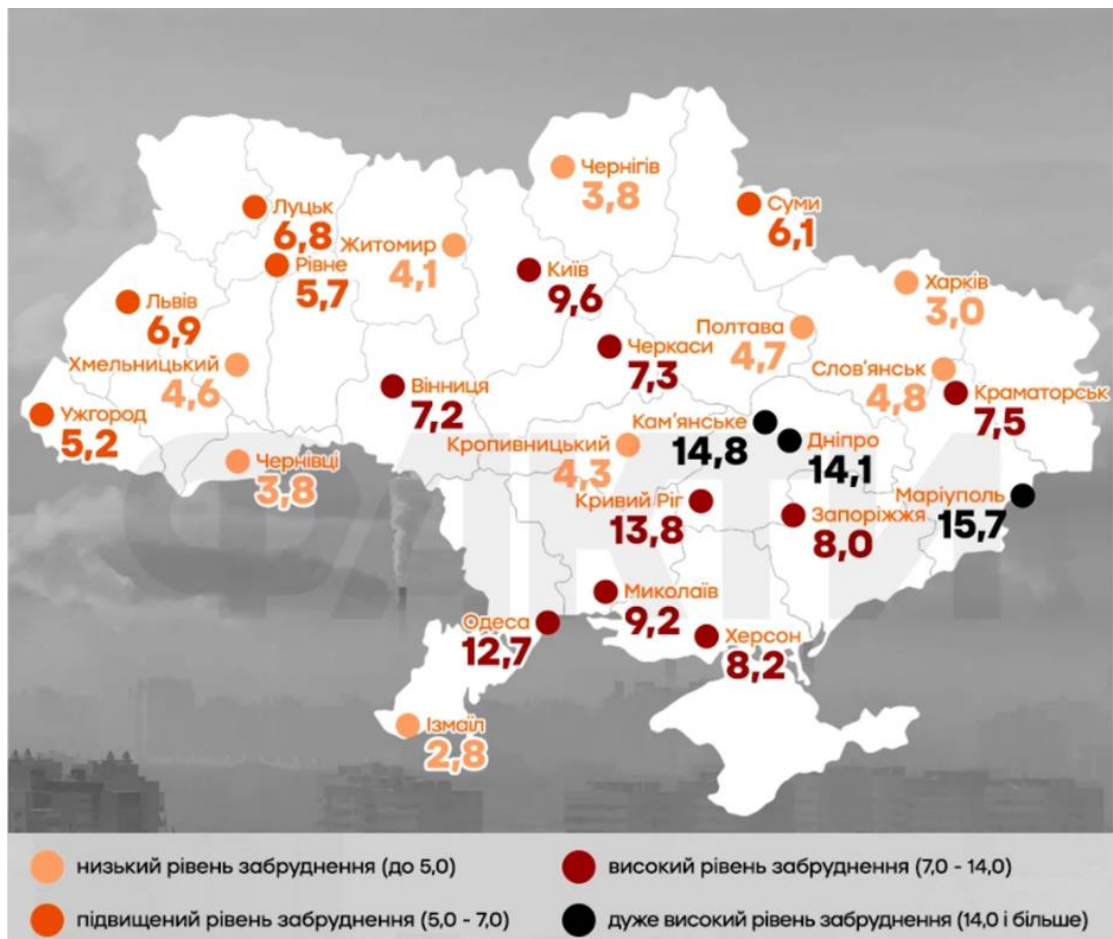 Чернігів
3,8
Луцьк
6,8
Суми
6,1
Житомир
4,1
Рівне
5,7
Київ
9,6
Харків
3,0
Львів
6,9
Полтава
4,7
Черкаси
7,3
Хмельницький
4,6
Слов'янськ
4,8
Вінниця
7,2
Краматорськ
7,5
Ужгород
5,2
Кам'янське
14,8
Дніпро
14,1
Кропивницький
4,3
Чернівці
3,8
Кривий Ріг
13,8
Маріуполь
15,7
Запоріжжя
8,0
Миколаїв
9,2
Одеса
12,7
Херсон
8,2
Ізмаїл
2,8
ФАКТИ
низький рівень забруднення (до 5,0)
високий рівень забруднення (7,0 - 14,0)
підвищений рівень забруднення (5,0 - 7,0)
дуже високий рівень забруднення (14,0 і більше)